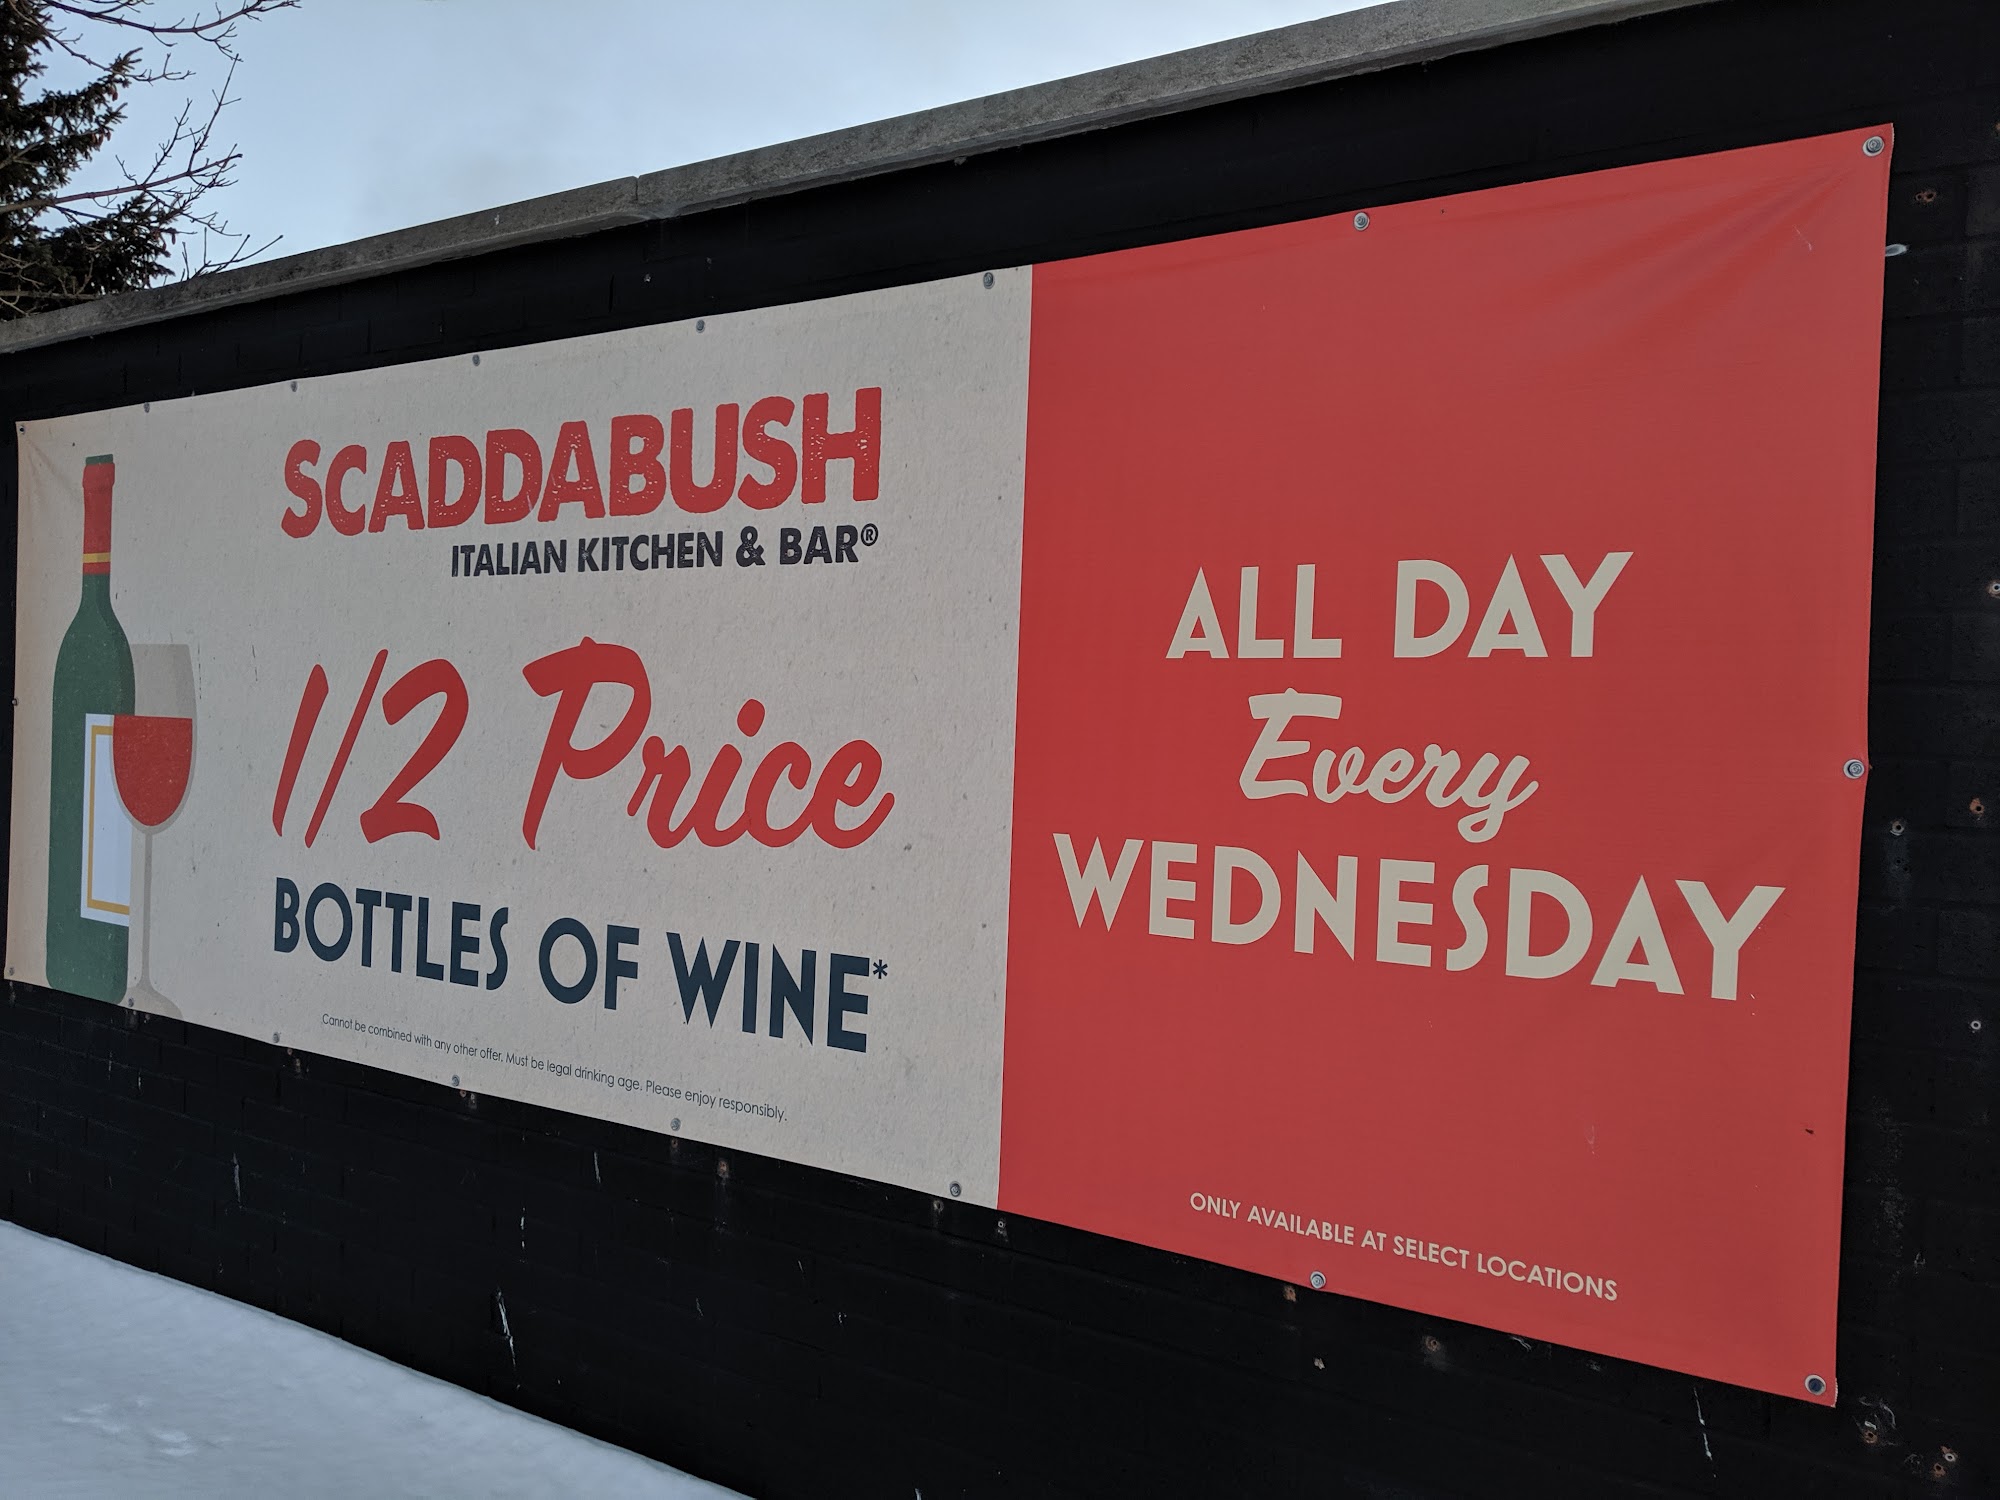 SCADDABUSH
ITALIAN KITCHEN & BAR®
1/2 Price
BOTTLES OF WINE*
Cannot be combined with any other offer. Must be legal drinking age. Please enjoy responsibly.
ALL DAY
Every
WEDNESDAY
ONLY AVAILABLE AT SELECT LOCATIONS